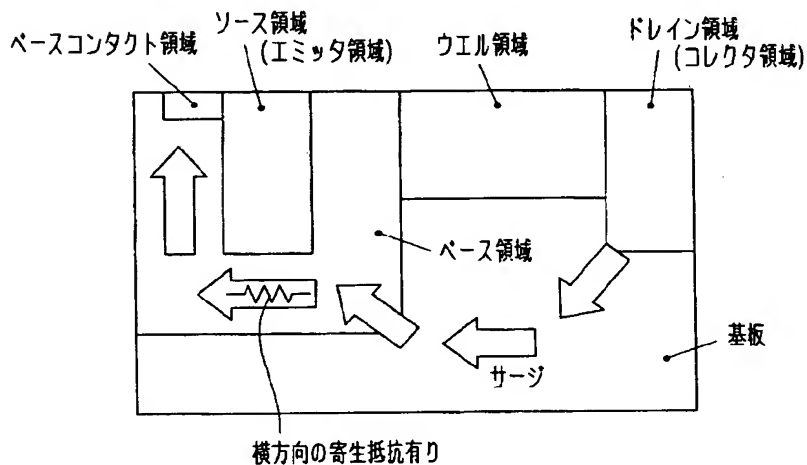 ベースコンタクト領域
ソース領域
(エミッタ領域)
ウエル領域
ドレイン領域
(コレクタ領域)
ベース領域
基板
サージ
横方向の寄生抵抗有り